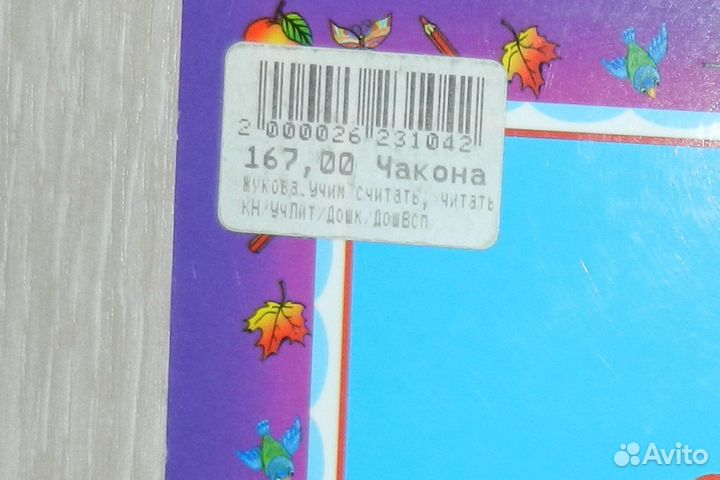 2 000026 231042
167,00 Чакона
Жукова.Учим считать, читать
КН/УчЛит/Дошк/ДошВсп
Avito